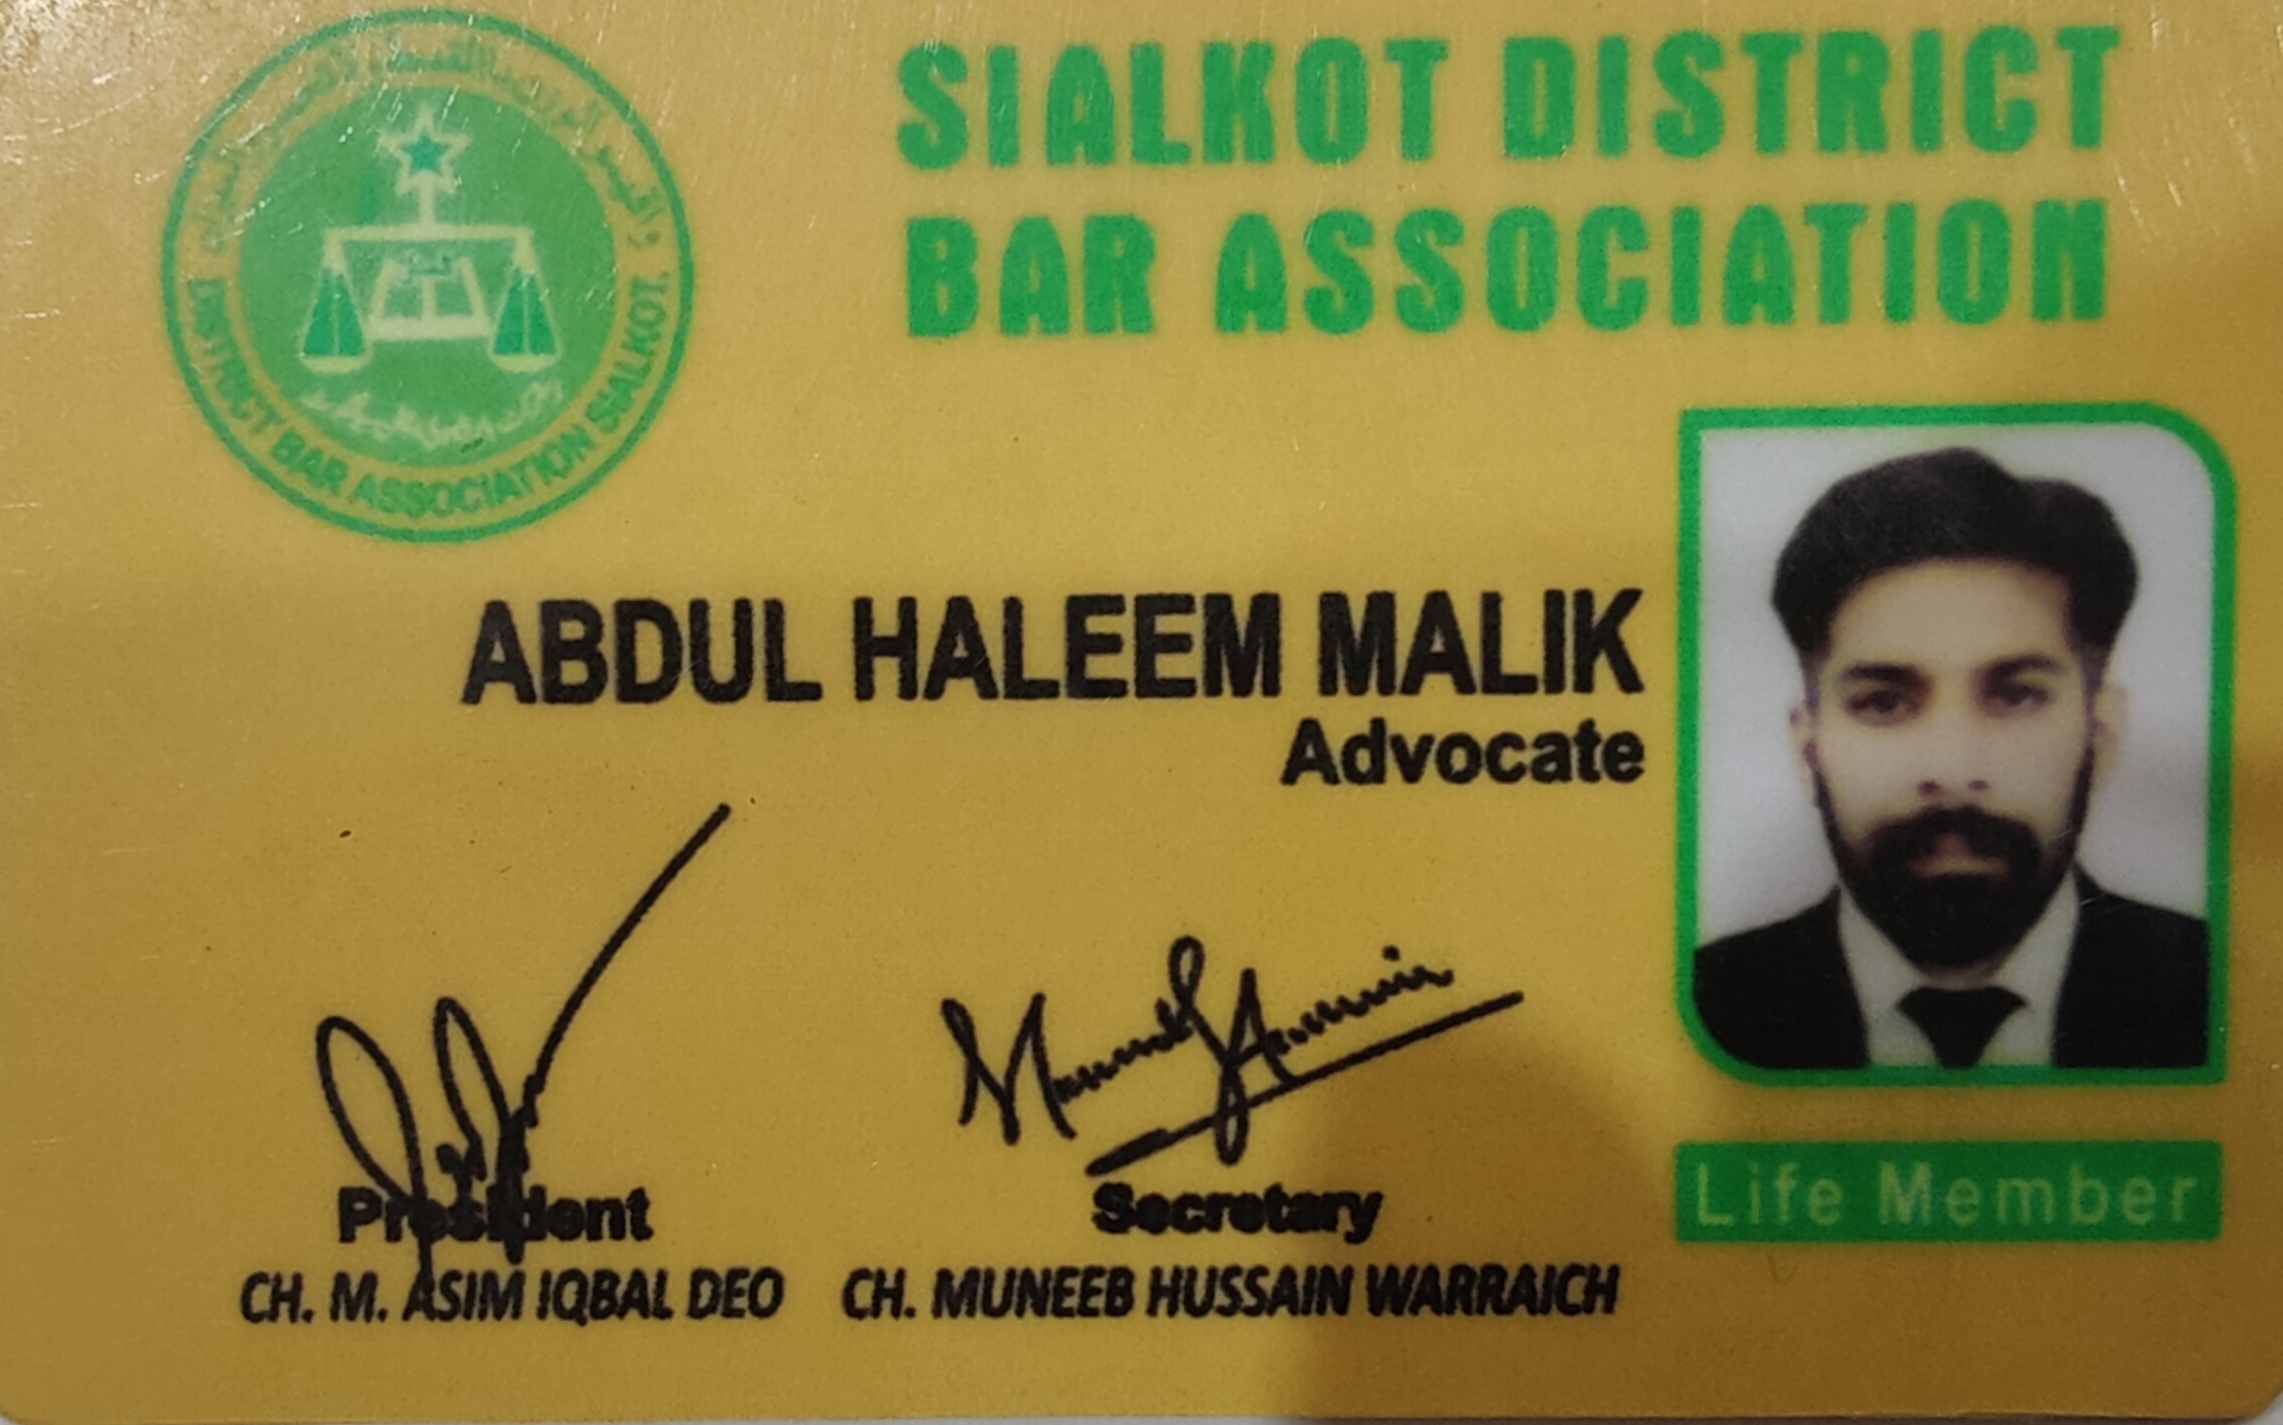 SIALKOT DISTRICT
BAR ASSOCIATION
DISTRICT BAR ASSOCIATION SIALKOT
ABDUL HALEEM MALIK
Advocate
President
Secretary
Life Member
CH. M. ASIM IQBAL DEO
CH. MUNEEB HUSSAIN WARRAICH